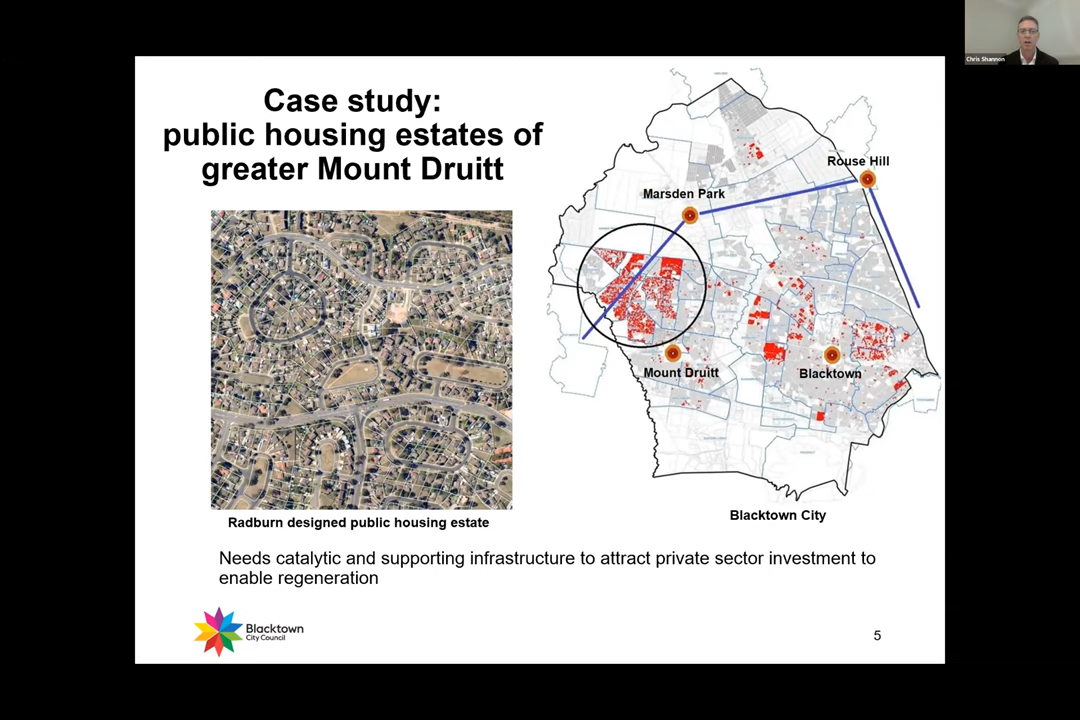 Chris Shannon
Case study:
public housing estates of
greater Mount Druitt
Rouse Hill
Marsden Park
Mount Druitt
Blacktown
Radburn designed public housing estate
Blacktown City
Needs catalytic and supporting infrastructure to attract private sector investment to
enable regeneration
Blacktown
City Council
5